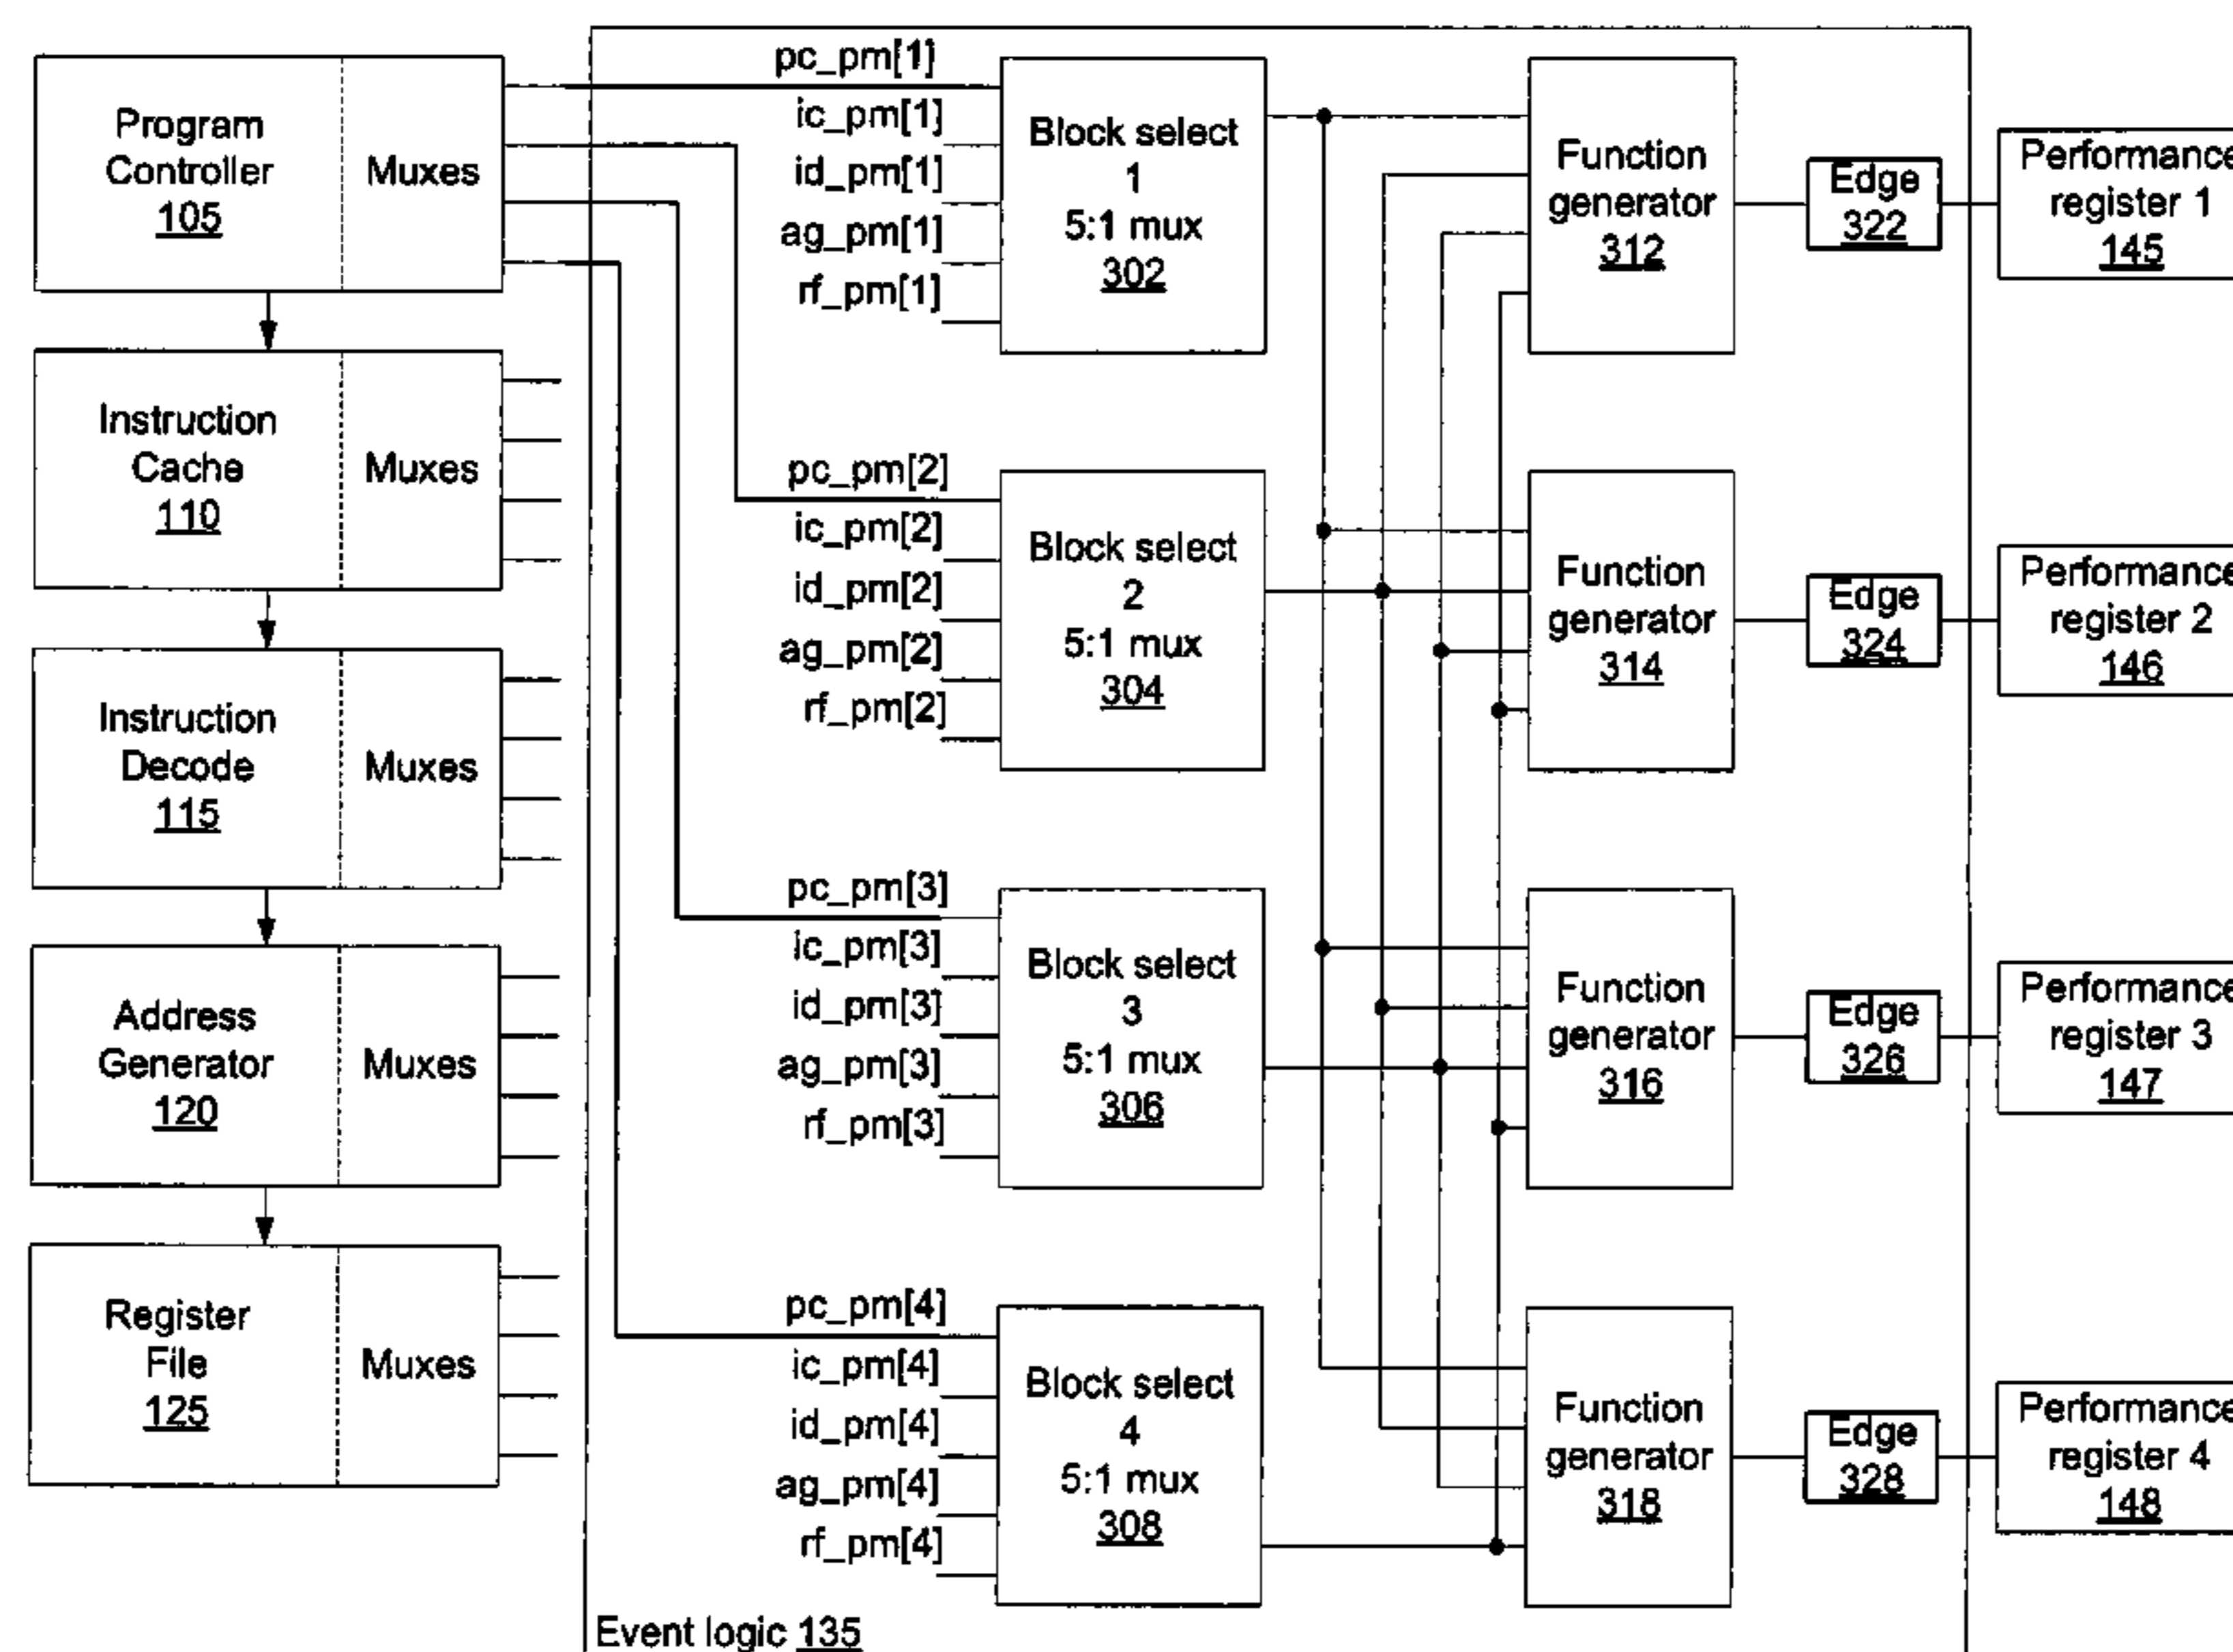 Program
Controller
105
Muxes
Instruction
Cache
110
Muxes
Instruction
Decode
115
Muxes
Address
Generator
120
Muxes
Register
File
125
Muxes
pc_pm[1]
ic_pm[1]
id_pm[1]
ag_pm[1]
rf_pm[1]
Block select
1
5:1 mux
302
pc_pm[2]
ic_pm[2]
id_pm[2]
ag_pm[2]
rf_pm[2]
Block select
2
5:1 mux
304
pc_pm[3]
ic_pm[3]
id_pm[3]
ag_pm[3]
rf_pm[3]
Block select
3
5:1 mux
306
pc_pm[4]
ic_pm[4]
id_pm[4]
ag_pm[4]
rf_pm[4]
Block select
4
5:1 mux
308
Function
generator
312
Edge
322
Performance
register 1
145
Function
generator
314
Edge
324
Performance
register 2
146
Function
generator
316
Edge
326
Performance
register 3
147
Function
generator
318
Edge
328
Performance
register 4
148
Event logic 135